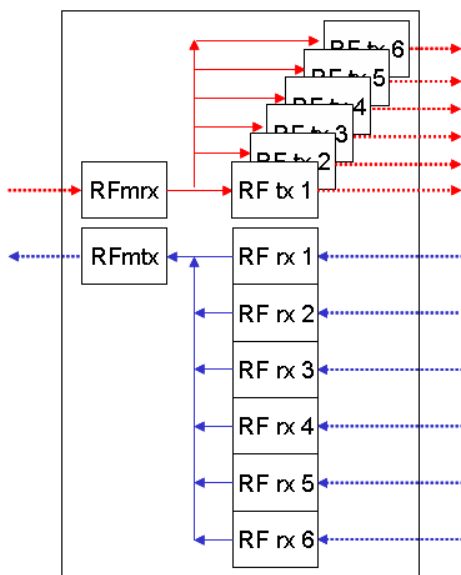 RF tx 6
RF tx 5
RF tx 4
RF tx 3
RF tx 2
RFmrx RF tx 1
RFmtx RF rx 1
RF rx 2
RF rx 3
RF rx 4
RF rx 5
RF rx 6